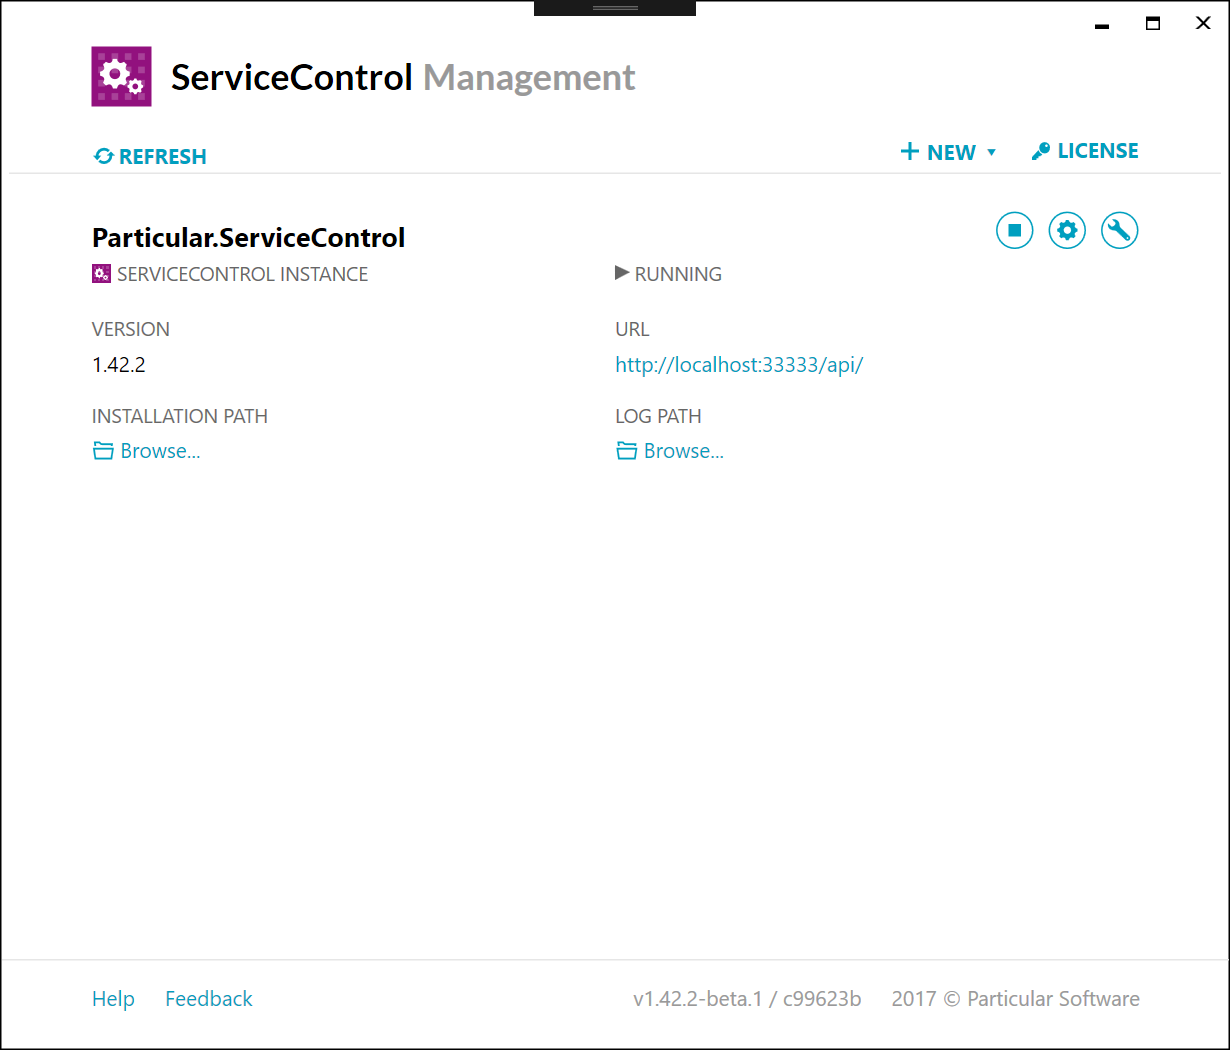 ServiceControl Management
REFRESH
NEW
LICENSE
Particular.ServiceControl
SERVICECONTROL INSTANCE
RUNNING
VERSION
URL
1.42.2
http://localhost:33333/api/
INSTALLATION PATH
LOG PATH
Browse...
Browse...
Help
Feedback
v1.42.2-beta.1 / c99623b
2017 © Particular Software